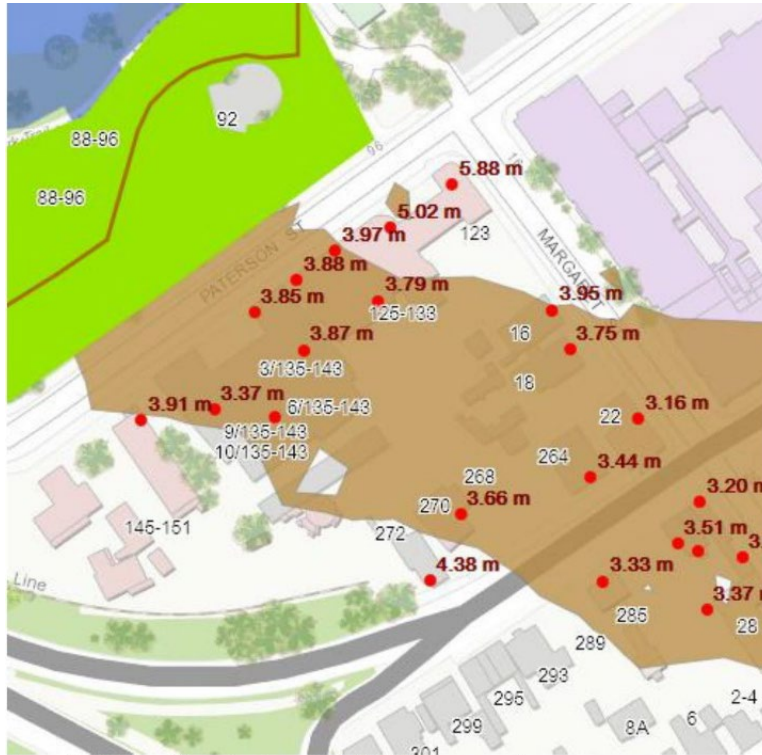 92
88-96
88-96
96
5.88 m
5.02 m
123
3.97 m
PATERSON ST
MARGARET ST
3.88 m
3.79 m
3.85 m
125-133
3.95 m
16
3.87 m
3.75 m
3/135-143
18
3.37 m
6/135-143
3.91 m
22
3.16 m
9/135-143
10/135-143
264
3.44 m
268
270
3.66 m
3.20 m
145-151
272
3.51 m
3.
Line
4.38 m
3.33 m
285
3.37 m
28
289
293
295
2-4
299
8A
6
301